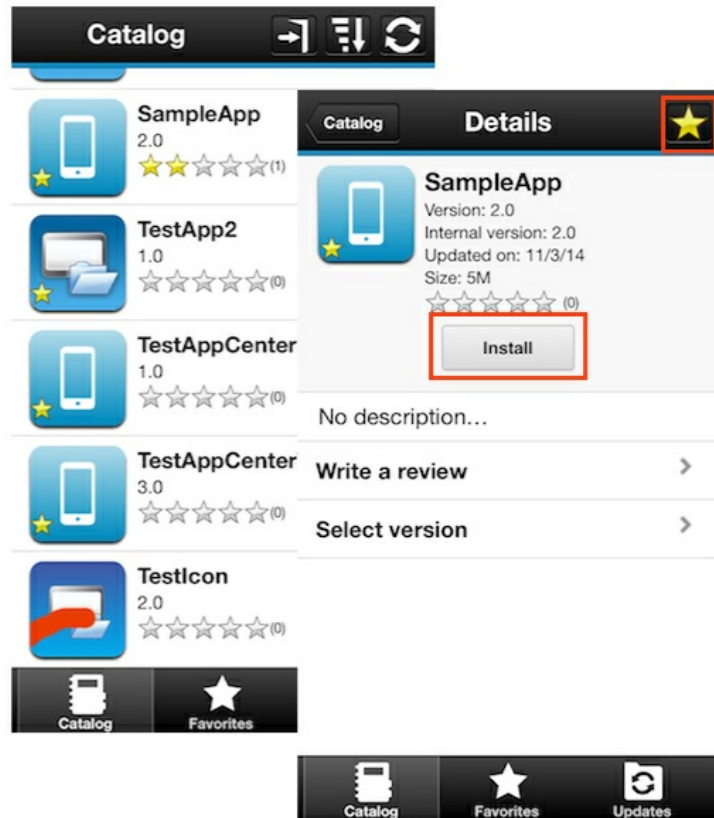 Catalog
SampleApp
2.0
(1)
TestApp2
1.0
(0)
TestAppCenter
1.0
(0)
TestAppCenter
3.0
(0)
TestIcon
2.0
(0)
Catalog Favorites
Catalog Details
SampleApp
Version: 2.0
Internal version: 2.0
Updated on: 11/3/14
Size: 5M
(0)
Install
No description...
Write a review
Select version
Catalog Favorites Updates